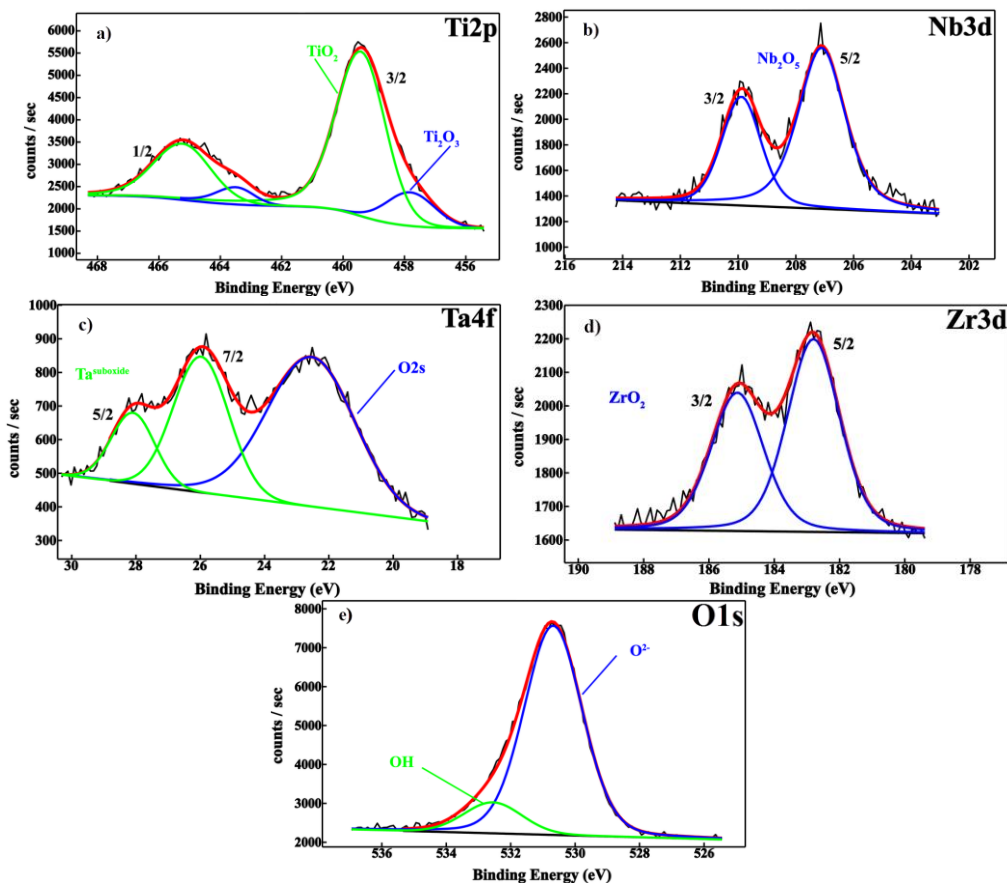 a)
Ti2p
TiO₂
3/2
1/2
Ti₂O₃
counts / sec
6000
5000
4000
3500
3000
2500
2000
1000
468 466 464 462 460 458 456
Binding Energy (eV)
b)
Nb3d
Nb₂O₅
5/2
3/2
counts / sec
2800
2600
2400
2200
2000
1800
1600
1400
1200
1000
216 214 212 210 208 207 206 204 202
Binding Energy (eV)
c)
Ta4f
7/2
Ta^suboxide
O2s
5/2
counts / sec
1000
900
800
700
600
500
400
300
30 28 26 24 22 20 18
Binding Energy (eV)
d)
Zr3d
5/2
ZrO₂
3/2
counts / sec
2300
2200
2100
2000
1900
1800
1700
1600
190 188 186 184 182 180 178
Binding Energy (eV)
e)
O1s
O²⁻
OH
counts / sec
8000
7000
6000
5000
4000
3000
2000
536 534 532 530 528 526
Binding Energy (eV)